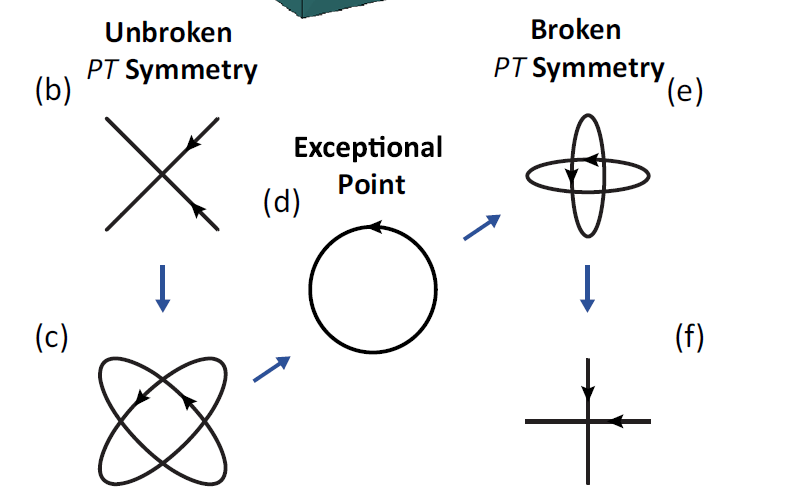 Unbroken
PT Symmetry
(b)
Broken
PT Symmetry
(e)
Exceptional
Point
(d)
(c)
(f)